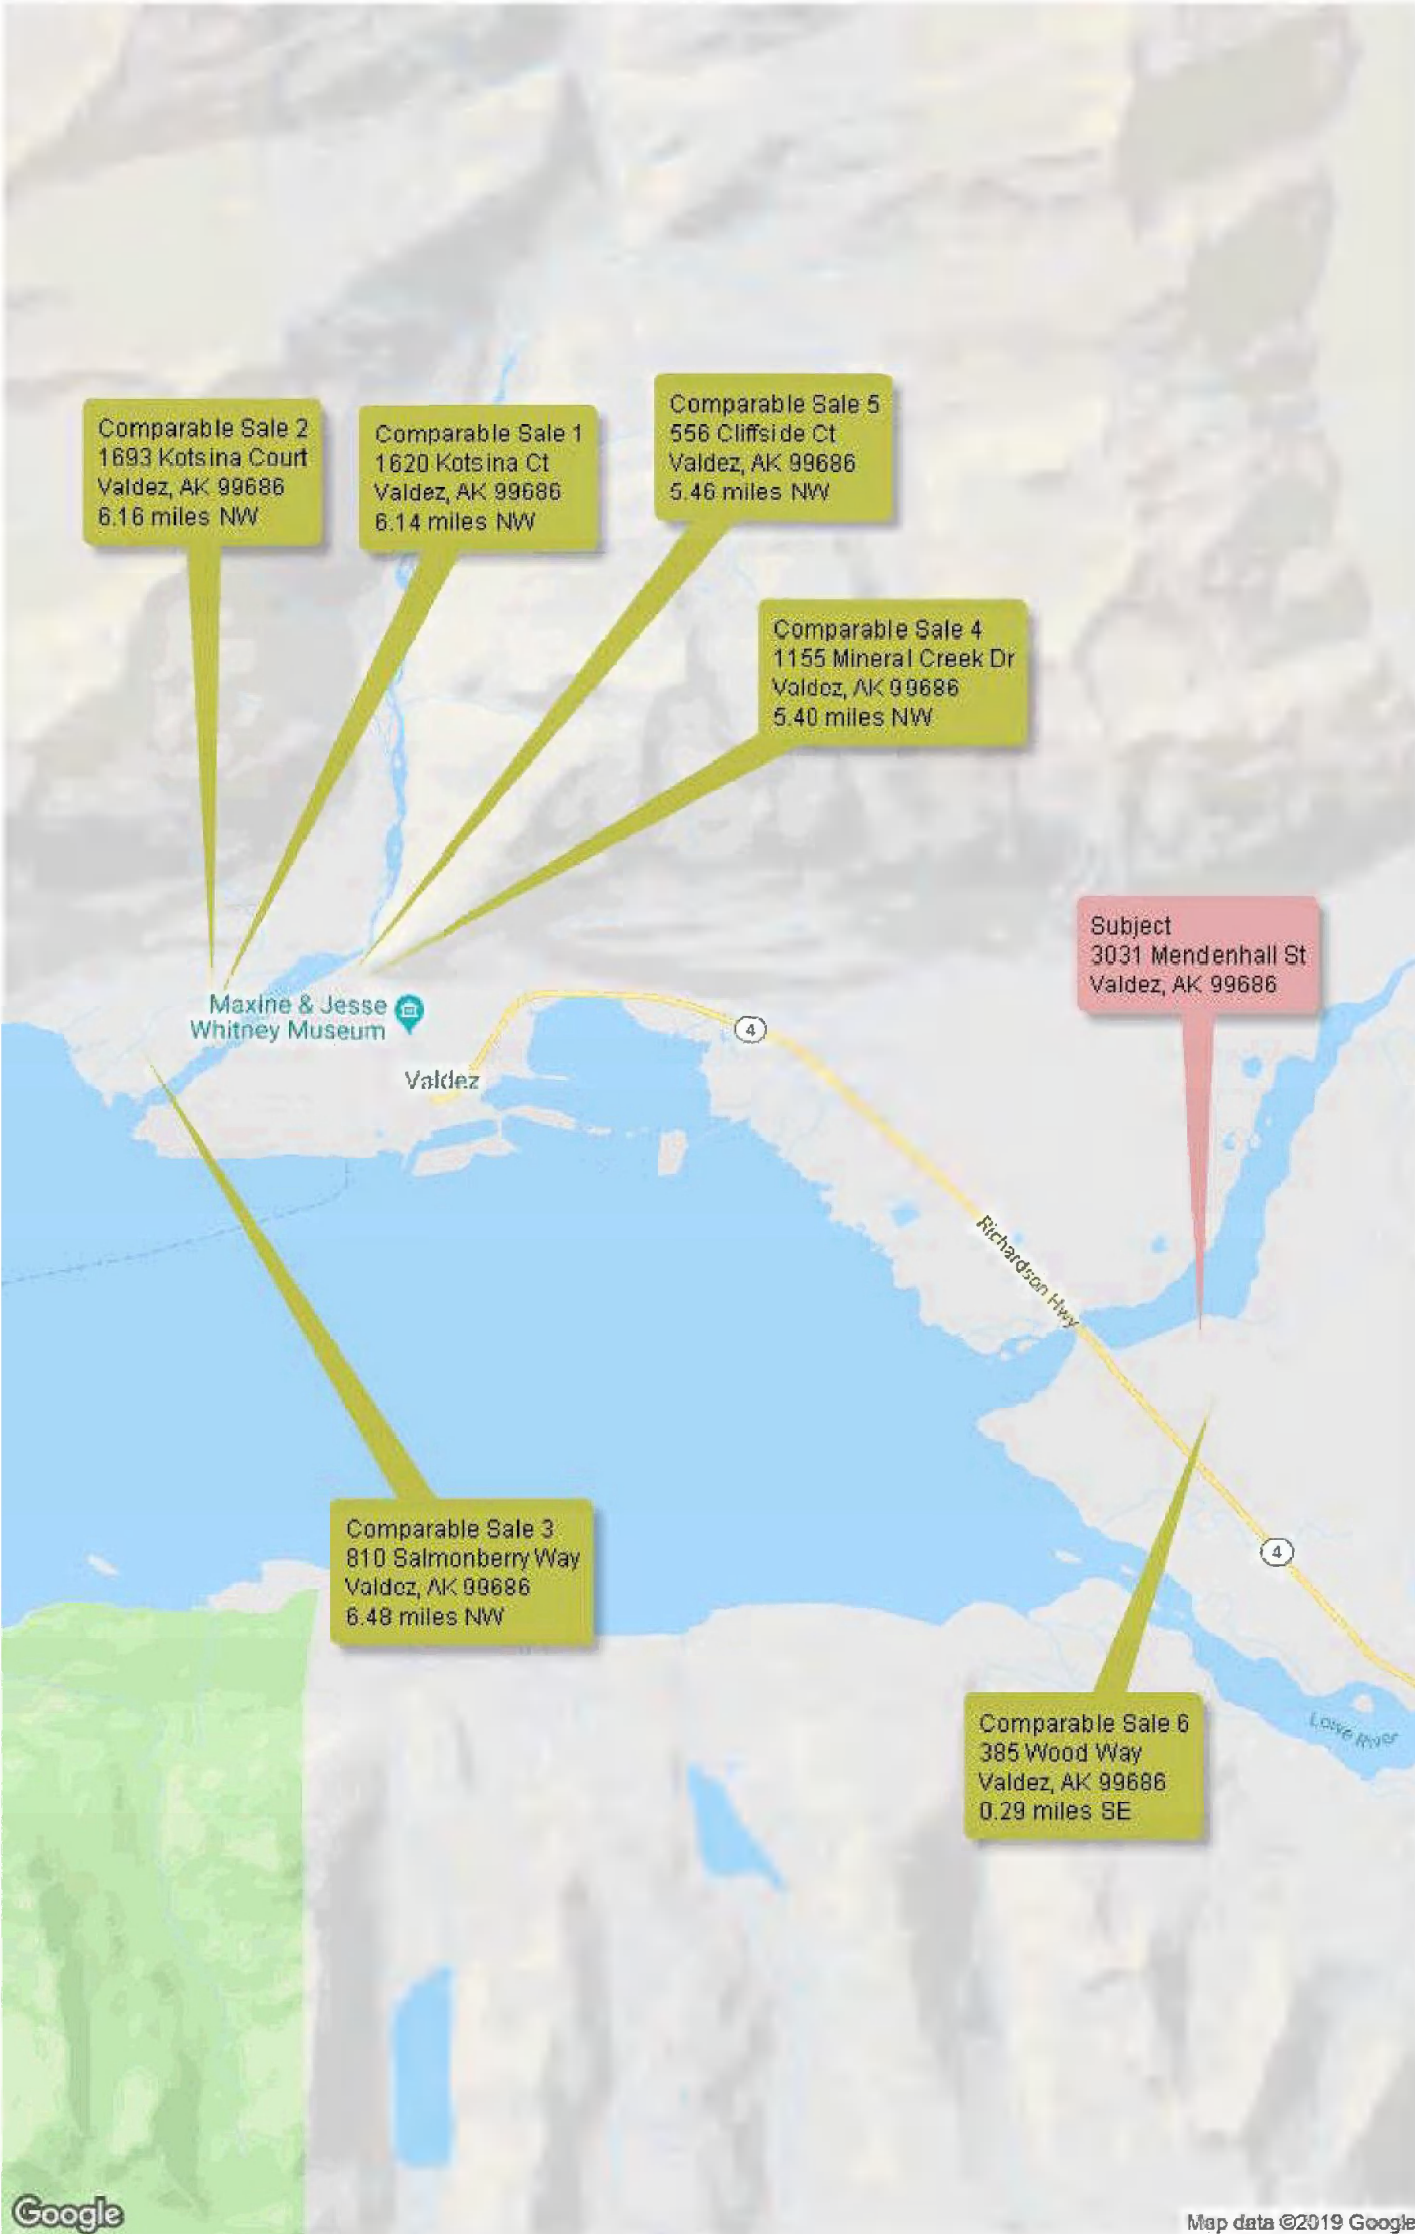 Comparable Sale 2
1693 Kotsina Court
Valdez, AK 99686
6.16 miles NW
Comparable Sale 1
1620 Kotsina Ct
Valdez, AK 99686
6.14 miles NW
Comparable Sale 5
556 Cliffside Ct
Valdez, AK 99686
5.46 miles NW
Comparable Sale 4
1155 Mineral Creek Dr
Valdez, AK 99686
5.40 miles NW
Subject
3031 Mendenhall St
Valdez, AK 99686
Maxine & Jesse
Whitney Museum
4
Valdez
Richardson Hwy
Comparable Sale 3
810 Salmonberry Way
Valdez, AK 99686
6.48 miles NW
4
Comparable Sale 6
385 Wood Way
Valdez, AK 99686
0.29 miles SE
Lowe River
Google
Map data ©2019 Google